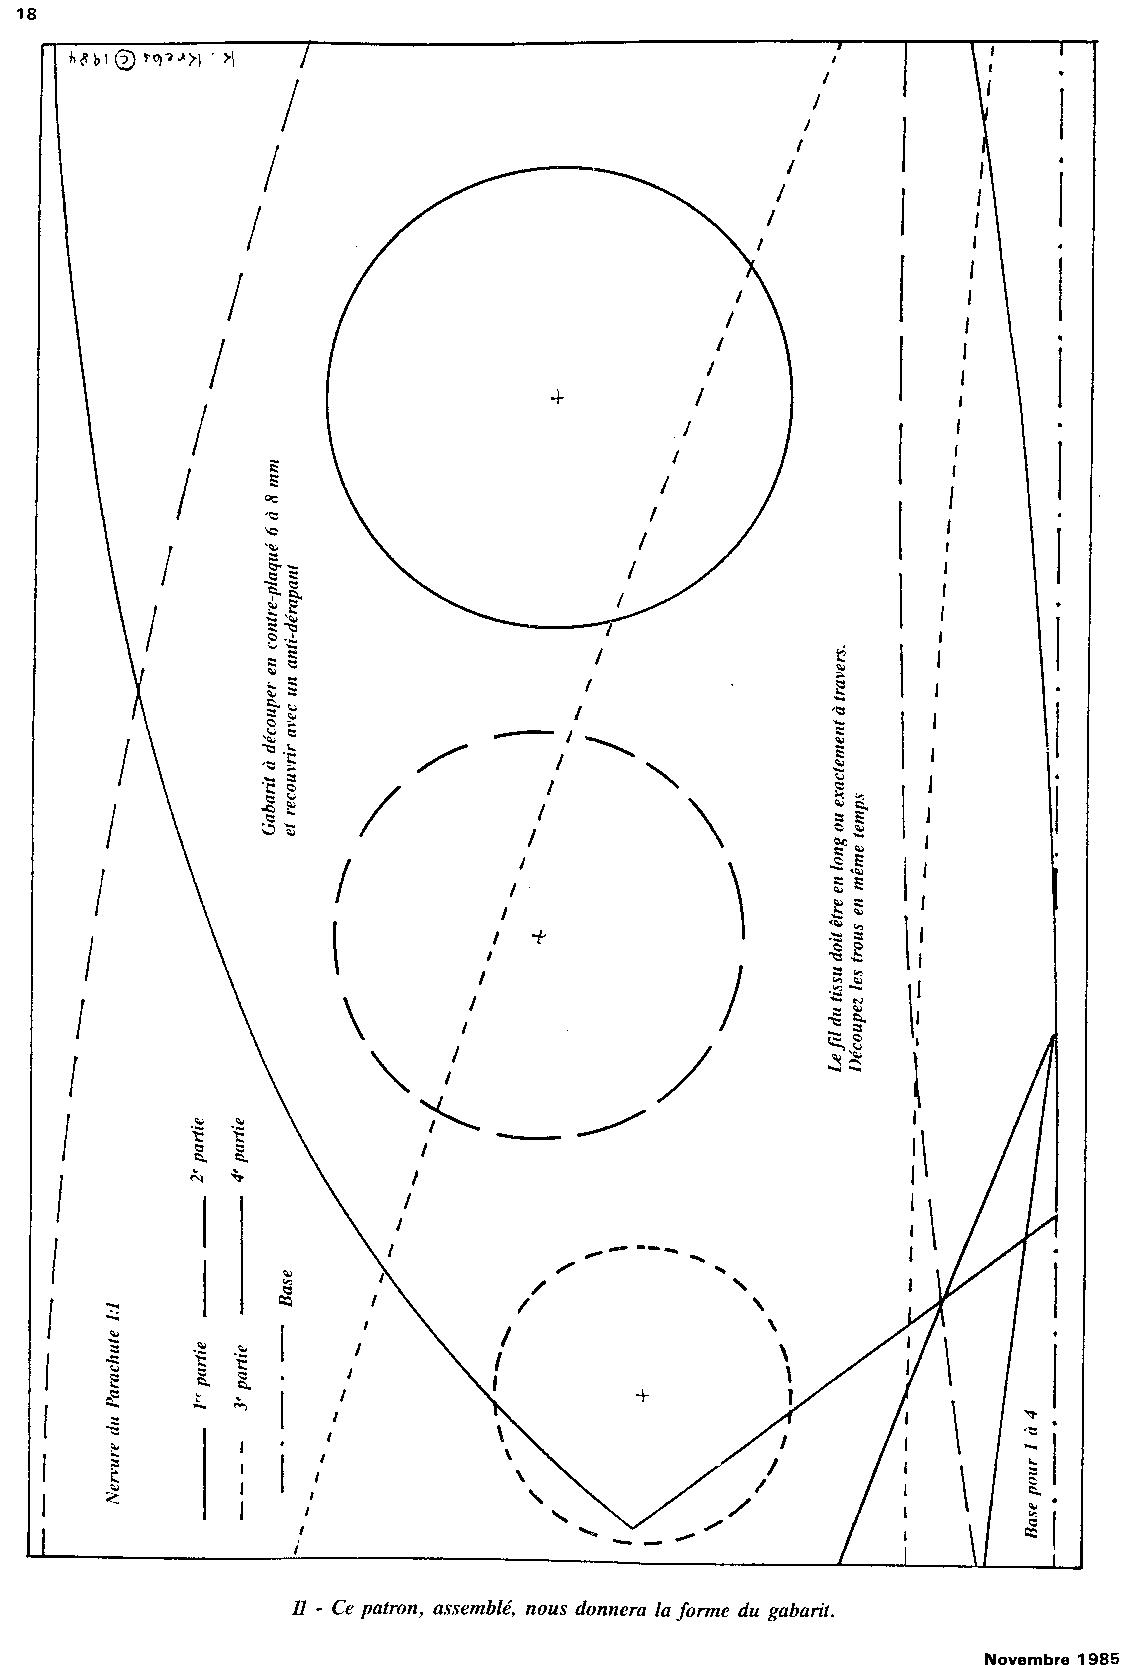 18
K. Krebs © 1984
Gabarit à découper en contre-plaqué 6 à 8 mm
et recouvrir avec un anti-dérapant
Le fil du tissu doit être en long ou exactement à travers.
Découpez les trous en même temps
Nervure du Parachute 1:1
1re partie
2e partie
3e partie
4e partie
Base
Base pour 1 à 4
II - Ce patron, assemblé, nous donnera la forme du gabarit.
Novembre 1985